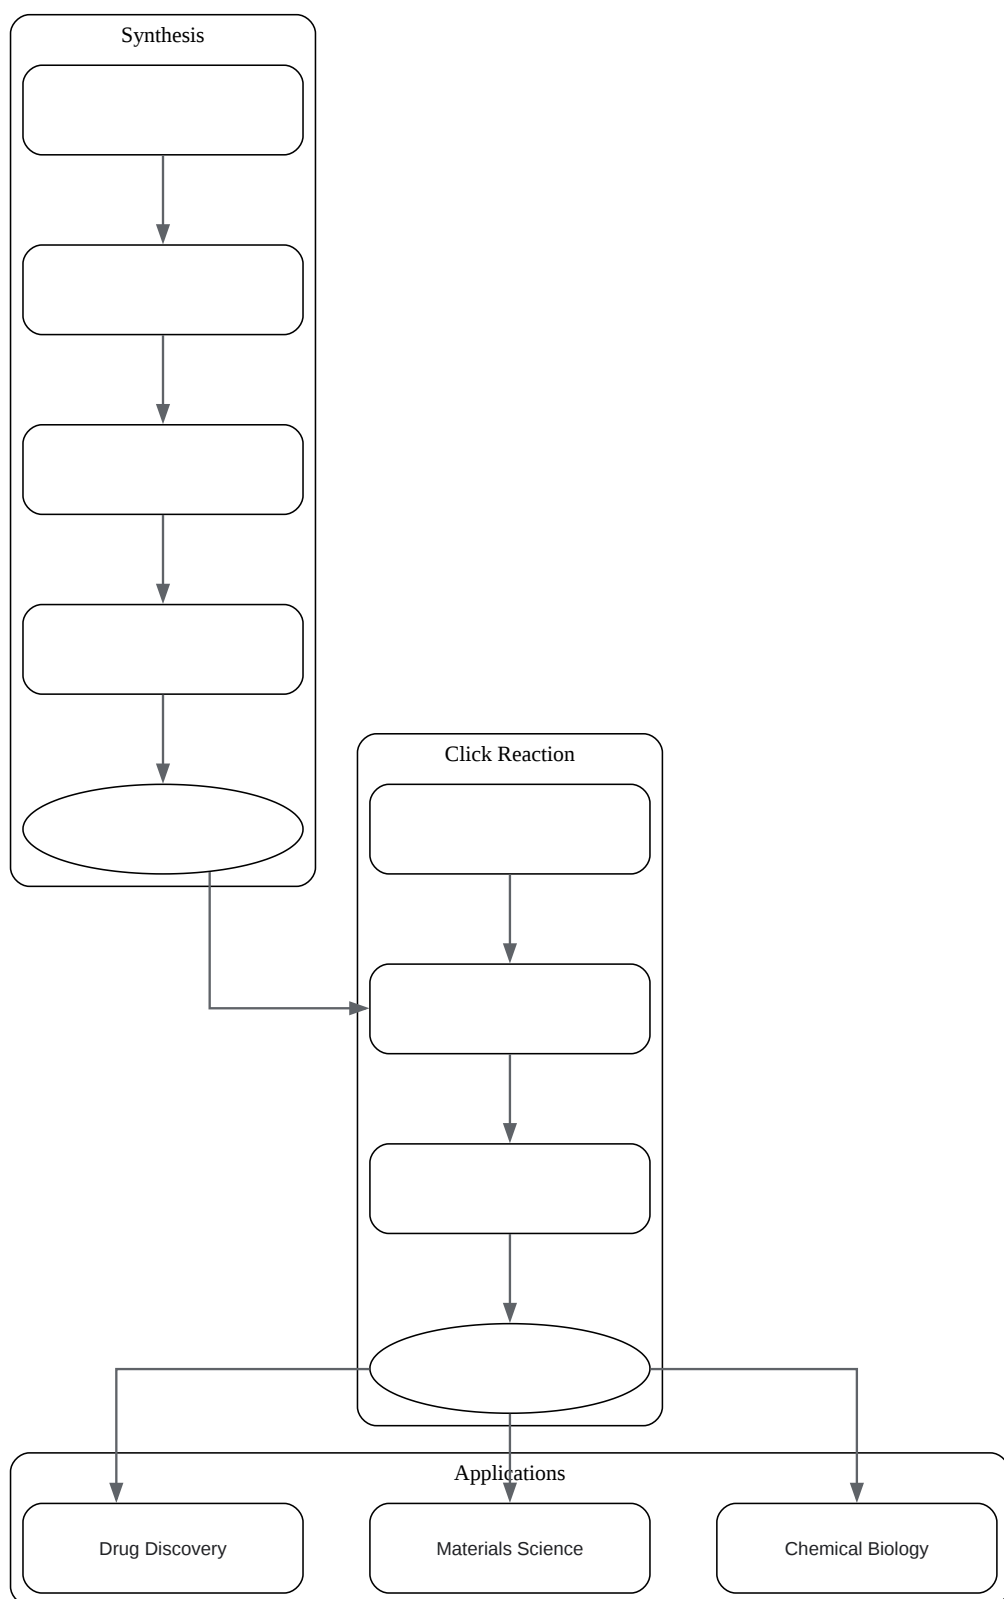 Synthesis
Click Reaction
Applications
Drug Discovery
Materials Science
Chemical Biology